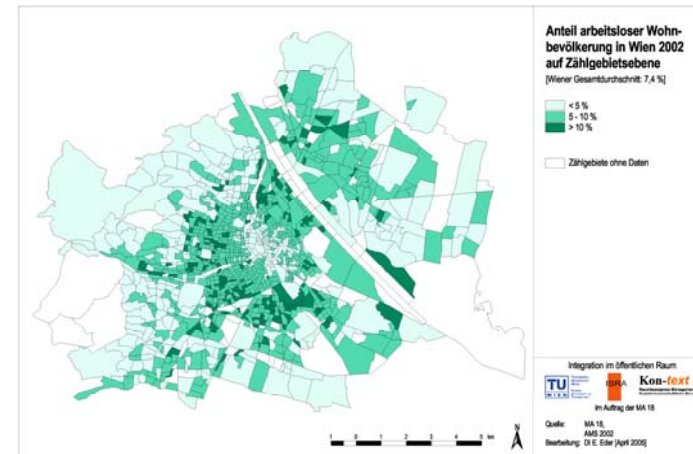 Anteil arbeitsloser Wohn-
bevölkerung in Wien 2002
auf Zählgebietsebene
[Wiener Gesamtdurchschnitt: 7,4 %]
< 5 %
5 - 10 %
> 10 %
Zählgebiete ohne Daten
Integration im öffentlichen Raum
TU
WIEN
ISRA
Kon-text
im Auftrag der MA 18
Quelle: MA 18,
AMS 2002
Bearbeitung: DI E. Eder [April 2005]
1 0 1 2 3 4 5 km
N